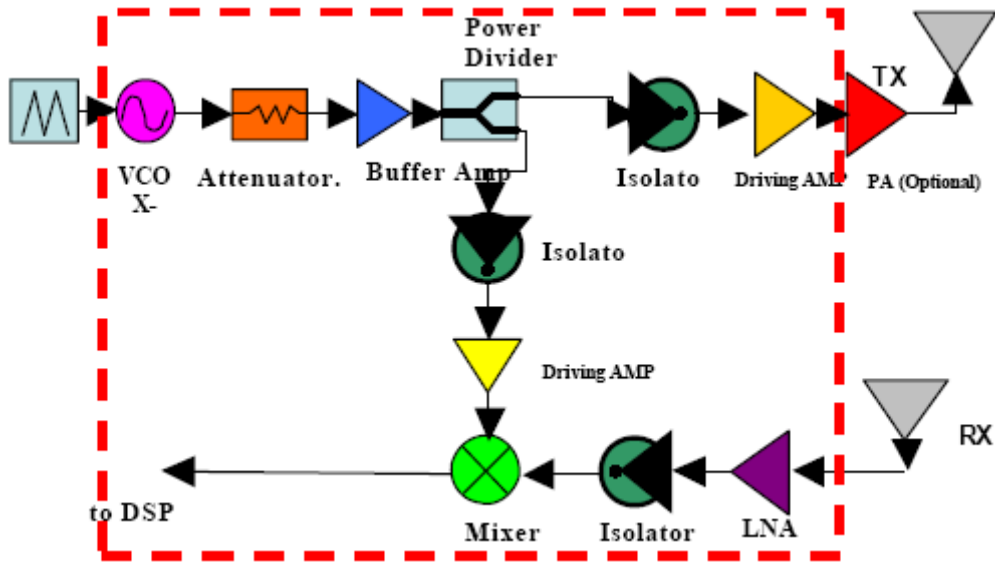 Power
Divider
TX
VCO
X-
Attenuator.
Buffer Amp
Isolato
Driving AMP
PA (Optional)
Isolato
Driving AMP
RX
to DSP
Mixer
Isolator
LNA